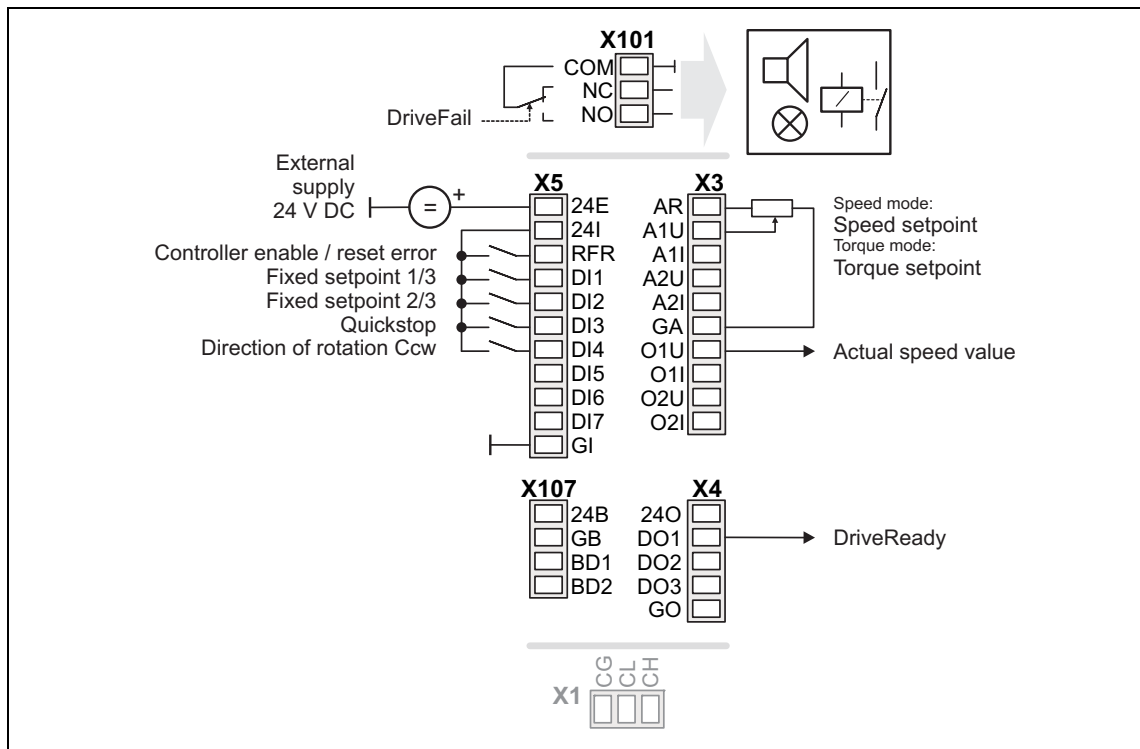 X101
COM
NC
NO
DriveFail
External
supply
24 V DC
=
+
X5
24E
24I
RFR
DI1
DI2
DI3
DI4
DI5
DI6
DI7
GI
Controller enable / reset error
Fixed setpoint 1/3
Fixed setpoint 2/3
Quickstop
Direction of rotation Ccw
X3
AR
A1U
A1I
A2U
A2I
GA
O1U
O1I
O2U
O2I
Speed mode:
Speed setpoint
Torque mode:
Torque setpoint
Actual speed value
X107
24B
GB
BD1
BD2
X4
24O
DO1
DO2
DO3
GO
DriveReady
X1
CG
CL
CH